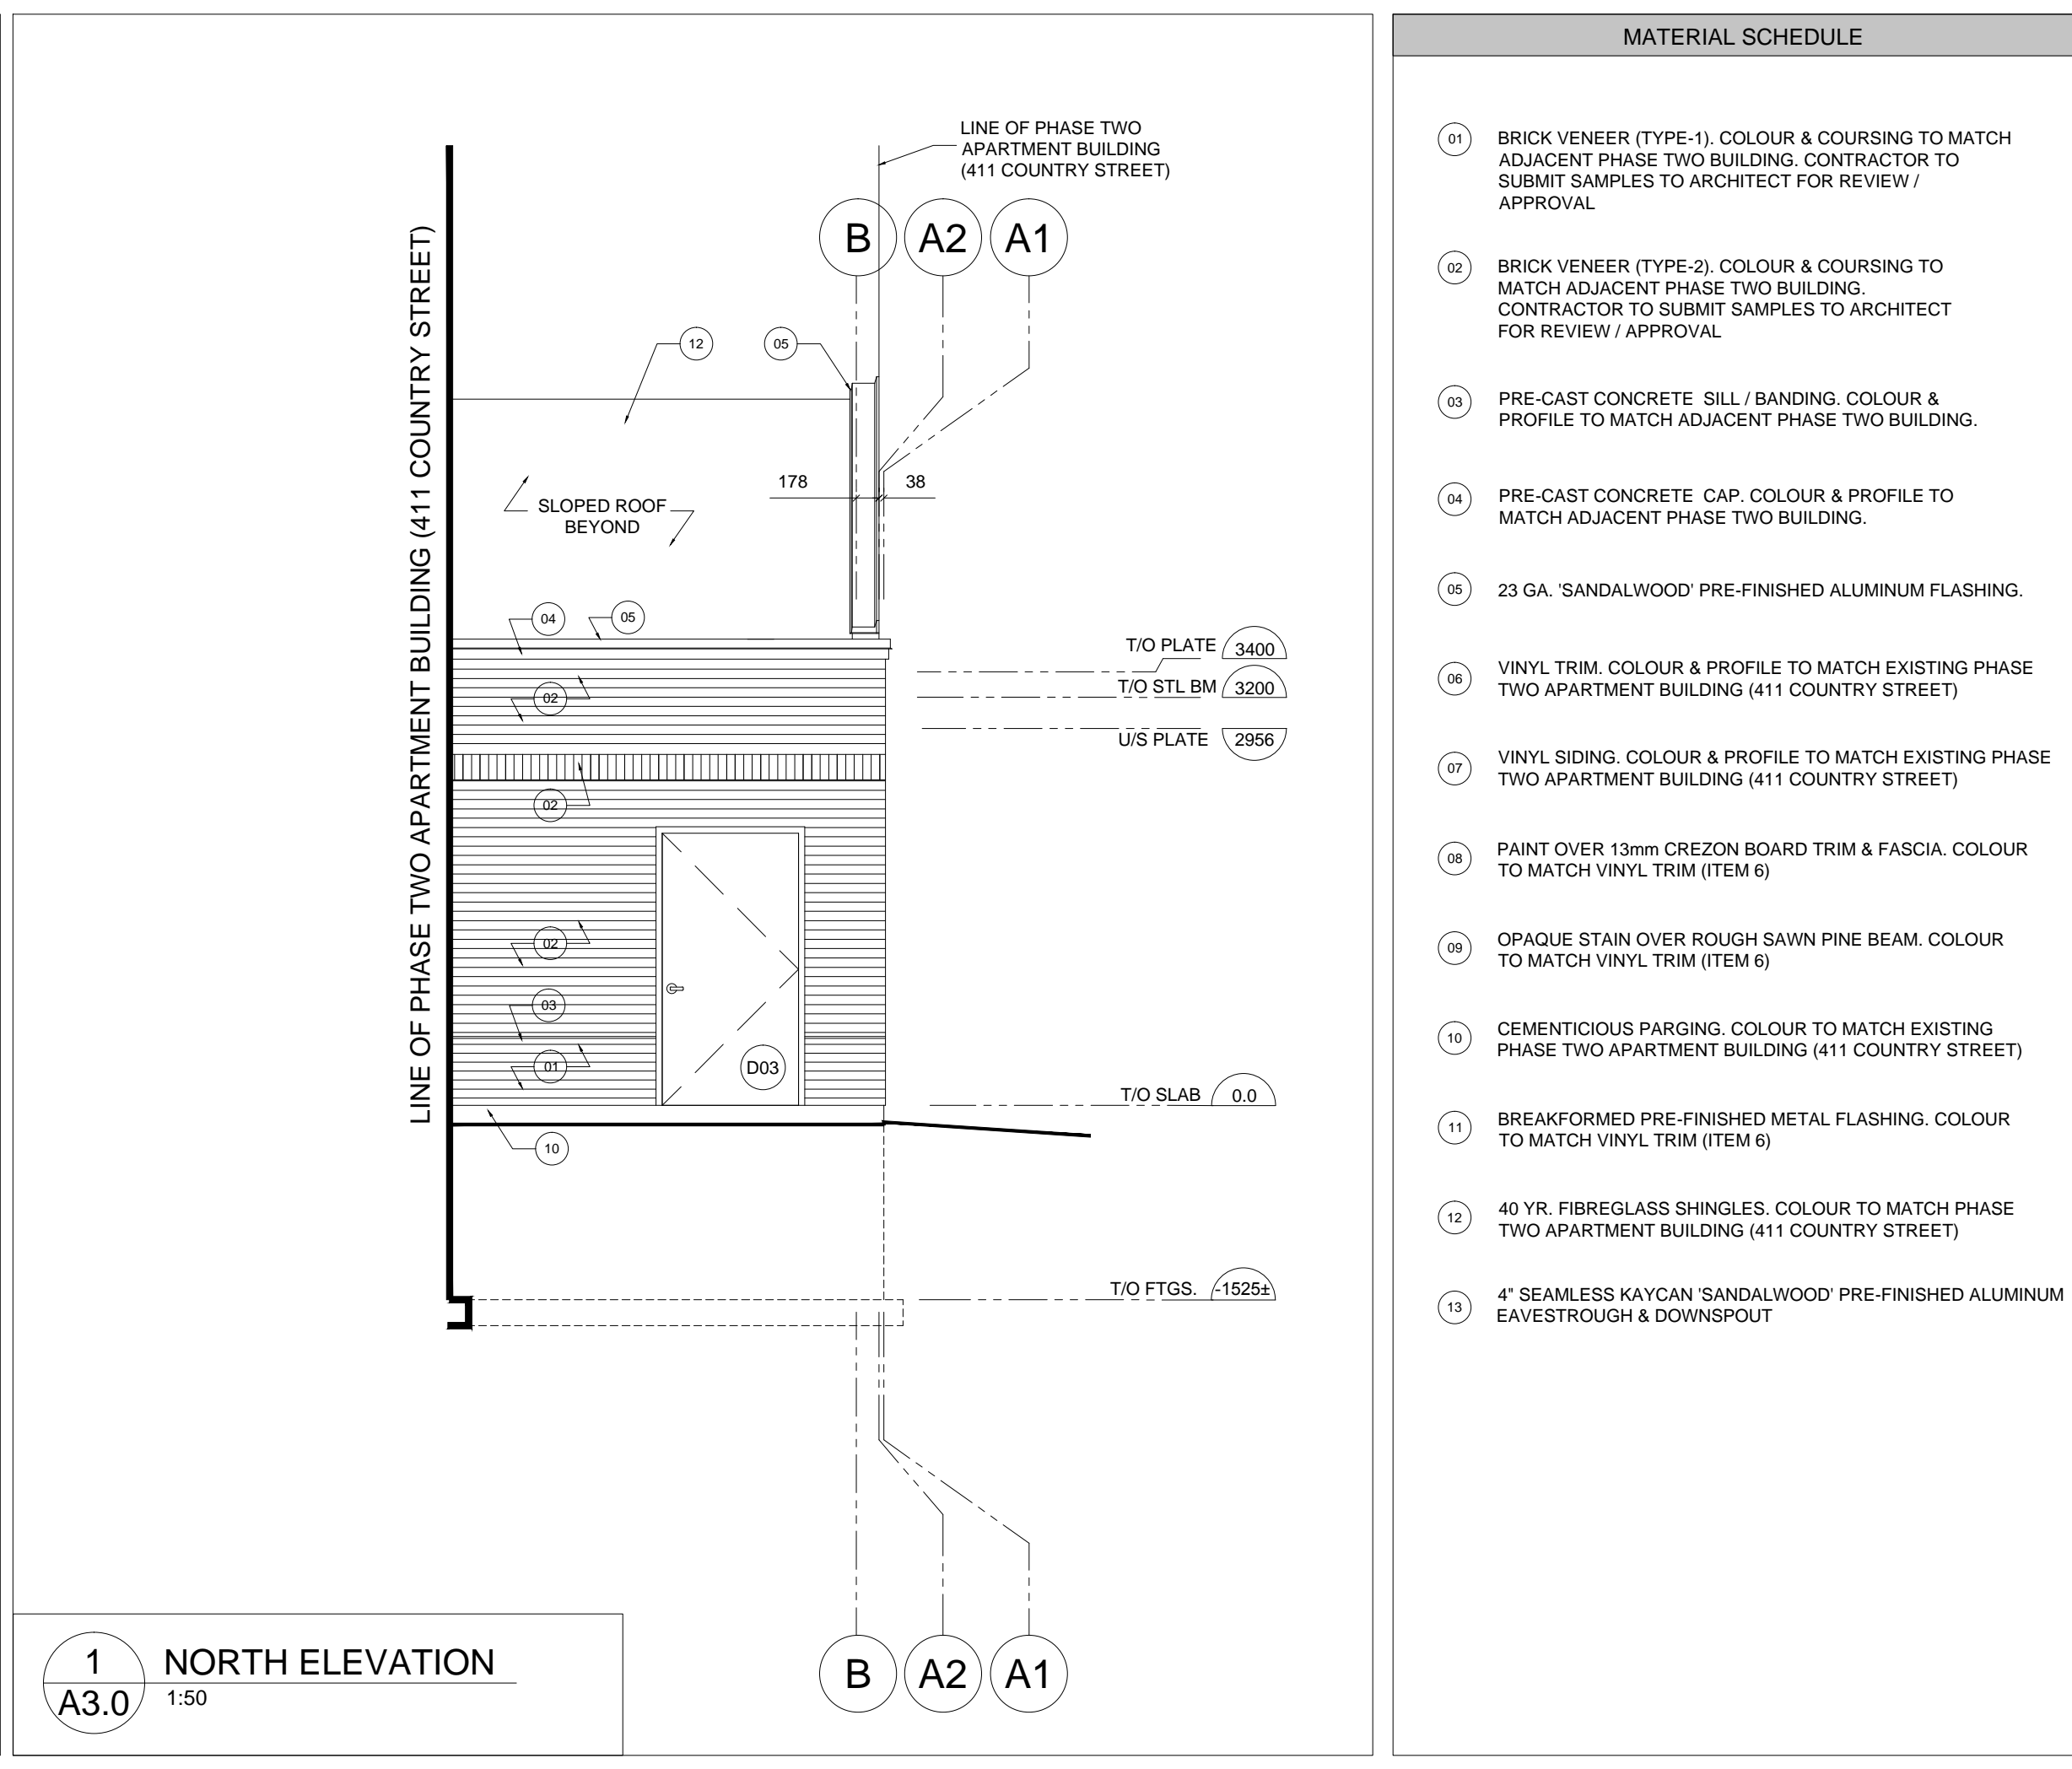 LINE OF PHASE TWO
APARTMENT BUILDING
(411 COUNTRY STREET)
B
A2
A1
LINE OF PHASE TWO APARTMENT BUILDING (411 COUNTRY STREET)
12
05
178
38
SLOPED ROOF
BEYOND
04
05
T/O PLATE 3400
02
T/O STL BM 3200
U/S PLATE 2956
02
02
03
01
D03
T/O SLAB 0.0
10
T/O FTGS. -1525±
B
A2
A1
1
A3.0
NORTH ELEVATION
1:50
MATERIAL SCHEDULE
01
BRICK VENEER (TYPE-1). COLOUR & COURSING TO MATCH
ADJACENT PHASE TWO BUILDING. CONTRACTOR TO
SUBMIT SAMPLES TO ARCHITECT FOR REVIEW /
APPROVAL
02
BRICK VENEER (TYPE-2). COLOUR & COURSING TO
MATCH ADJACENT PHASE TWO BUILDING.
CONTRACTOR TO SUBMIT SAMPLES TO ARCHITECT
FOR REVIEW / APPROVAL
03
PRE-CAST CONCRETE SILL / BANDING. COLOUR &
PROFILE TO MATCH ADJACENT PHASE TWO BUILDING.
04
PRE-CAST CONCRETE CAP. COLOUR & PROFILE TO
MATCH ADJACENT PHASE TWO BUILDING.
05
23 GA. 'SANDALWOOD' PRE-FINISHED ALUMINUM FLASHING.
06
VINYL TRIM. COLOUR & PROFILE TO MATCH EXISTING PHASE
TWO APARTMENT BUILDING (411 COUNTRY STREET)
07
VINYL SIDING. COLOUR & PROFILE TO MATCH EXISTING PHASE
TWO APARTMENT BUILDING (411 COUNTRY STREET)
08
PAINT OVER 13mm CREZON BOARD TRIM & FASCIA. COLOUR
TO MATCH VINYL TRIM (ITEM 6)
09
OPAQUE STAIN OVER ROUGH SAWN PINE BEAM. COLOUR
TO MATCH VINYL TRIM (ITEM 6)
10
CEMENTICIOUS PARGING. COLOUR TO MATCH EXISTING
PHASE TWO APARTMENT BUILDING (411 COUNTRY STREET)
11
BREAKFORMED PRE-FINISHED METAL FLASHING. COLOUR
TO MATCH VINYL TRIM (ITEM 6)
12
40 YR. FIBREGLASS SHINGLES. COLOUR TO MATCH PHASE
TWO APARTMENT BUILDING (411 COUNTRY STREET)
13
4" SEAMLESS KAYCAN 'SANDALWOOD' PRE-FINISHED ALUMINUM
EAVESTROUGH & DOWNSPOUT